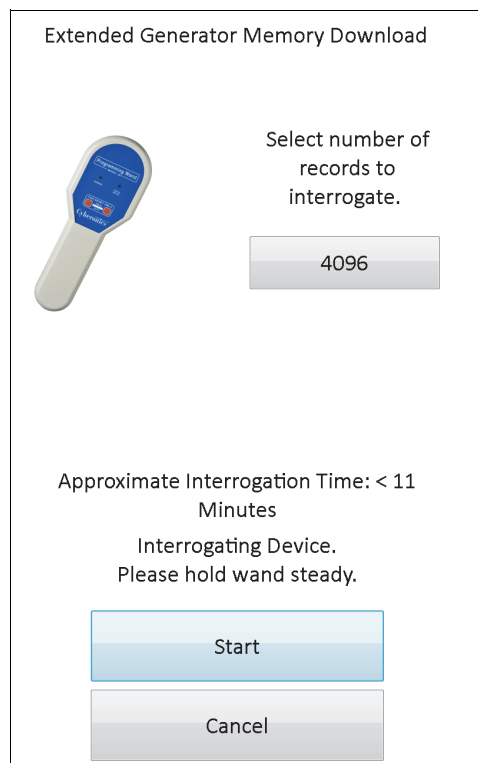 Extended Generator Memory Download
Programming Wand
Cyberonics
Select number of
records to
interrogate.
4096
Approximate Interrogation Time: < 11
Minutes
Interrogating Device.
Please hold wand steady.
Start
Cancel